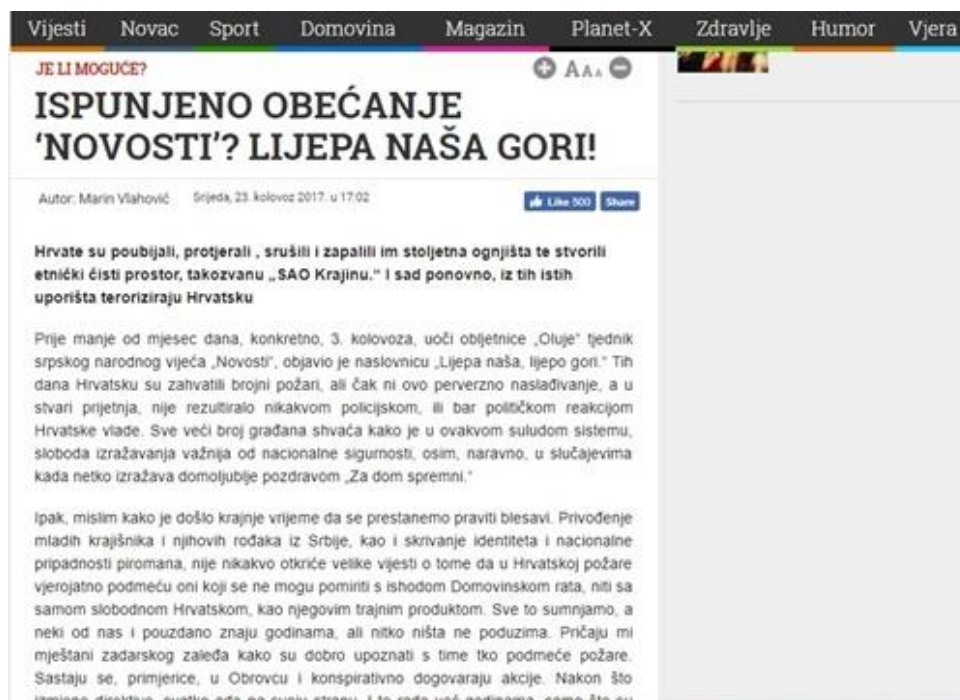 Vijesti Novac Sport Domovina Magazin Planet-X Zdravlje Humor Vjera
JE LI MOGUĆE?
AAA
ISPUNJENO OBEĆANJE
‘NOVOSTI’? LIJEPA NAŠA GORI!
Autor: Marin Vlahović Srijeda, 23. kolovoz 2017. u 17:02
Like 500 Share
Hrvate su poubijali, protjerali , srušili i zapalili im stoljetna ognjišta te stvorili
etnički čisti prostor, takozvanu „SAO Krajinu.“ I sad ponovno, iz tih istih
uporišta teroriziraju Hrvatsku
Prije manje od mjesec dana, konkretno, 3. kolovoza, uoči obljetnice „Oluje“ tjednik
srpskog narodnog vijeća „Novosti“, objavio je naslovnicu „Lijepa naša, lijepo gori.“ Tih
dana Hrvatsku su zahvatili brojni požari, ali čak ni ovo perverzno naslađivanje, a u
stvari prijetnja, nije rezultiralo nikakvom policijskom, ili bar političkom reakcijom
Hrvatske vlade. Sve veći broj građana shvaća kako je u ovakvom suludom sistemu,
sloboda izražavanja važnija od nacionalne sigurnosti, osim, naravno, u slučajevima
kada netko izražava domoljublje pozdravom „Za dom spremni.“
Ipak, mislim kako je došlo krajnje vrijeme da se prestanemo praviti blesavi. Privođenje
mladih krajišnika i njihovih rođaka iz Srbije, kao i skrivanje identiteta i nacionalne
pripadnosti piromana, nije nikakvo otkriće velike vijesti o tome da u Hrvatskoj požare
vjerojatno podmeću oni koji se ne mogu pomiriti s ishodom Domovinskom rata, niti sa
samom slobodnom Hrvatskom, kao njegovim trajnim produktom. Sve to sumnjamo, a
neki od nas i pouzdano znaju godinama, ali nitko ništa ne poduzima. Pričaju mi
mještani zadarskog zaleđa kako su dobro upoznati s time tko podmeće požare.
Sastaju se, primjerice, u Obrovcu i konspirativno dogovaraju akcije. Nakon što